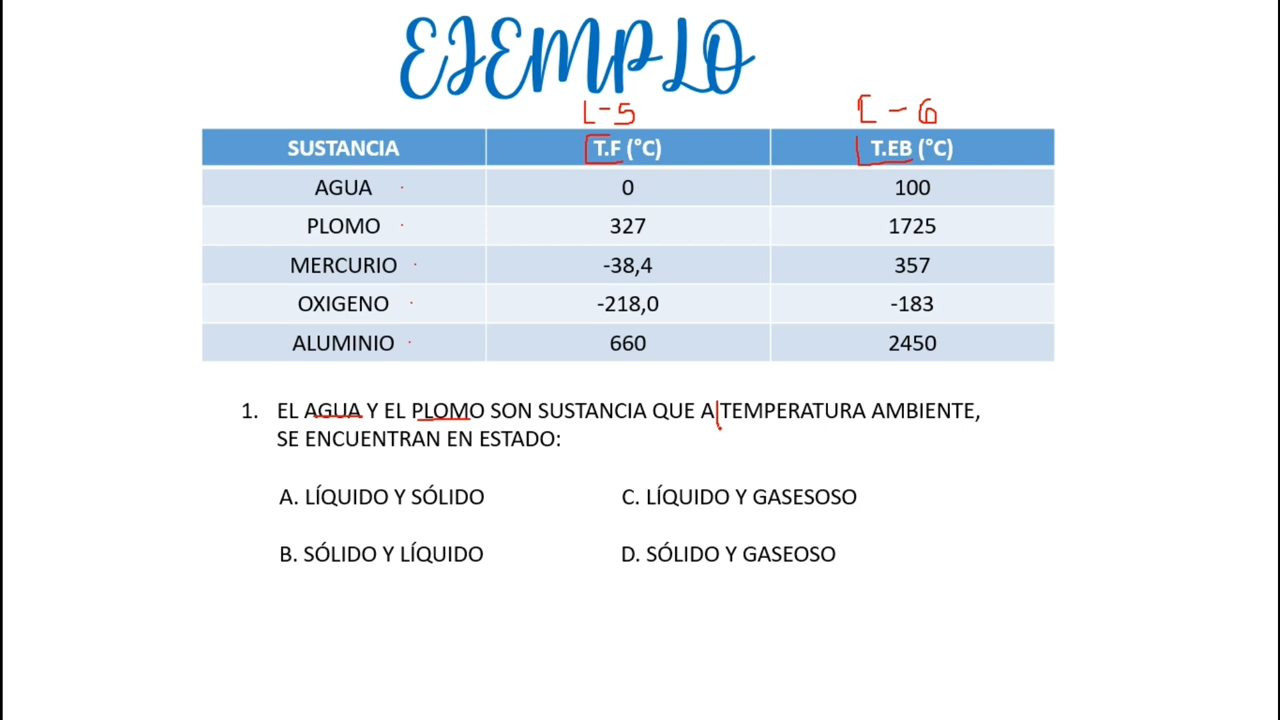 EJEMPLO
L-S
L - G
SUSTANCIA T.F (°C) T.EB (°C)
AGUA 0 100
PLOMO 327 1725
MERCURIO -38,4 357
OXIGENO -218,0 -183
ALUMINIO 660 2450
1. EL AGUA Y EL PLOMO SON SUSTANCIA QUE A TEMPERATURA AMBIENTE,
SE ENCUENTRAN EN ESTADO:
A. LÍQUIDO Y SÓLIDO C. LÍQUIDO Y GASESOSO
B. SÓLIDO Y LÍQUIDO D. SÓLIDO Y GASEOSO